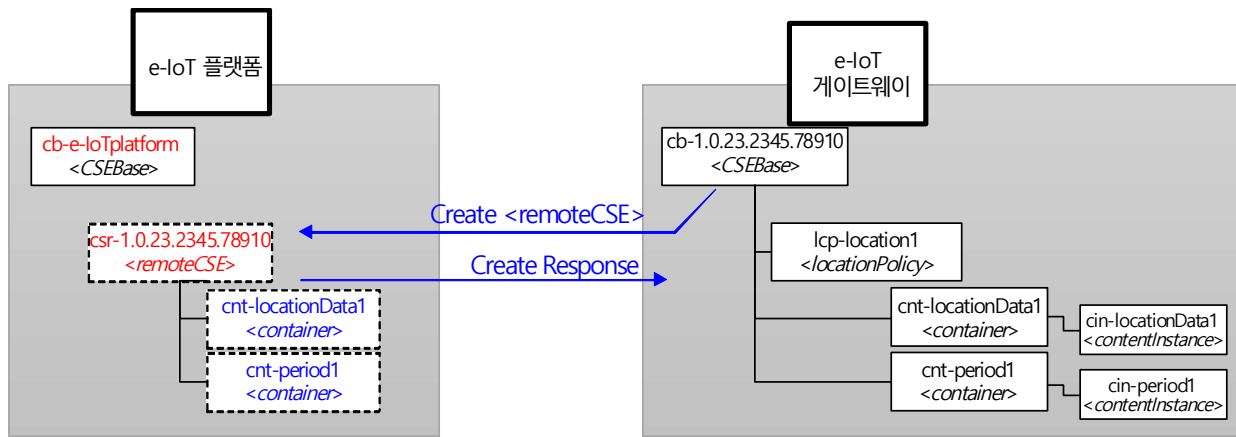 e-IoT 플랫폼
cb-e-IoTplatform
<CSEBase>
csr-1.0.23.2345.78910
<remoteCSE>
cnt-locationData1
<container>
cnt-period1
<container>
Create <remoteCSE>
Create Response
e-IoT
게이트웨이
cb-1.0.23.2345.78910
<CSEBase>
lcp-location1
<locationPolicy>
cnt-locationData1
<container>
cin-locationData1
<contentInstance>
cnt-period1
<container>
cin-period1
<contentInstance>